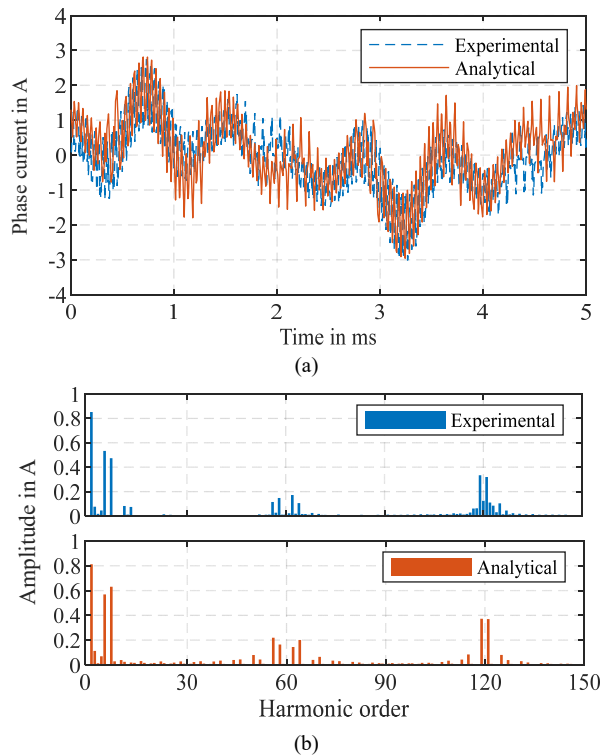 4
3
2
1
0
-1
-2
-3
-4
Phase current in A
Experimental
Analytical
0 1 2 3 4 5
Time in ms
(a)
Amplitude in A
1
0.8
0.6
0.4
0.2
0
Experimental
1
0.8
0.6
0.4
0.2
0
Analytical
0 30 60 90 120 150
Harmonic order
(b)